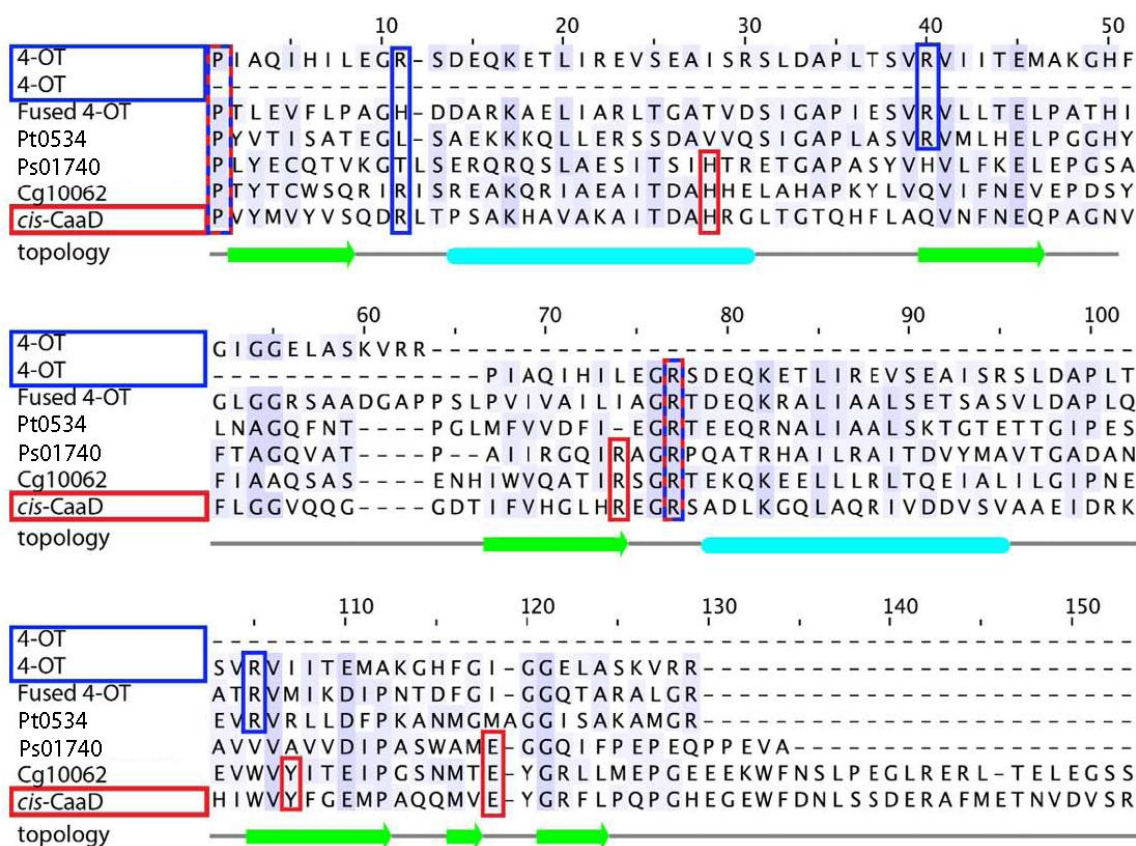 10 20 30 40 50
4-OT PIAQIHILEGR-SDEQKETLIREVSEAISRSLDAPLTSVRVIITEMAKGHF
4-OT ---------------------------------------------------
Fused 4-OT PTLEVFLPAGH-DDARKAELIARLTGATVDSIGAPIESVRVLLTELPATHI
Pt0534 PYVTISATEGL-SAEKKKQLLERSSDAVVQSIGAPLASVRVMLHELPGGHY
Ps01740 PLYECQTVKGTLSERQRQSLAESITSIHTRETGAPASYVHVLFKELEPGSA
Cg10062 PTYTCWSQRIRISREAKQRIAEAITDAHHELAHAPKYLVQVIFNEVEPDSY
cis-CaaD PVYMVYVSQDRLTPSAKHAVAKAITDAHRGLTGTQHFLAQVNFNEQPAGNV
topology
60 70 80 90 100
4-OT GIGGELASKVRR---------------------------------------
4-OT ---------------PIAQIHILEGRSDEQKETLIREVSEAISRSLDAPLT
Fused 4-OT GLGGRSAADGAPPSLPVIVAILIAGRTDEQKRALIAALSETSASVLDAPLQ
Pt0534 LNAGQFNT----PGLMFVVDFI-EGRTEEQRNALIAALSKTGTETTGIPES
Ps01740 FTAGQVAT----P--AIIRGQIRAGRPQATRHAILRAITDVYMAVTGADAN
Cg10062 FIAAQSAS----ENHIWVQATIRSGRTEKQKEELLLRLTQEIALILGIPNE
cis-CaaD FLGGVQQG----GDTIFVHGLHREGRSADLKGQLAQRIVDDVSVAAEIDRK
topology
110 120 130 140 150
4-OT ---------------------------------------------------
4-OT SVRVIITEMAKGHFGI-GGELASKVRR------------------------
Fused 4-OT ATRVMIKDIPNTDFGI-GGQTARALGR------------------------
Pt0534 EVRVRLLDFPKANMGMAGGISAKAMGR------------------------
Ps01740 AVVVAVVDIPASWAME-GGQIFPEPEQPPEVA-------------------
Cg10062 EVWVYITEIPGSNMTE-YGRLLMEPGEEEKWFNSLPEGLRERL-TELEGSS
cis-CaaD HIWVYFGEMPAQQMVE-YGRFLPQPGHEGEWFDNLSSDERAFMETNVDVSR
topology